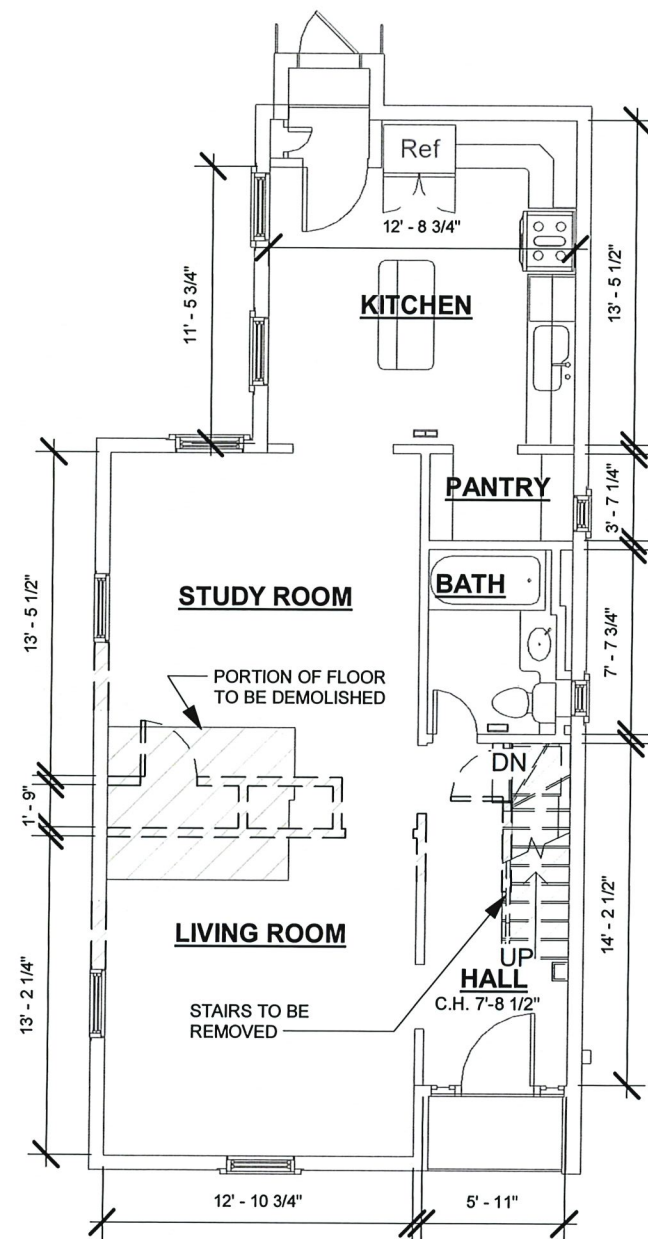 Ref
12' - 8 3/4"
KITCHEN
11' - 5 3/4"
13' - 5 1/2"
PANTRY
3' - 7 1/4"
BATH
STUDY ROOM
13' - 5 1/2"
7' - 7 3/4"
PORTION OF FLOOR
TO BE DEMOLISHED
DN
1' - 9"
LIVING ROOM
14' - 2 1/2"
UP
HALL
C.H. 7'-8 1/2"
13' - 2 1/4"
STAIRS TO BE
REMOVED
12' - 10 3/4"
5' - 11"